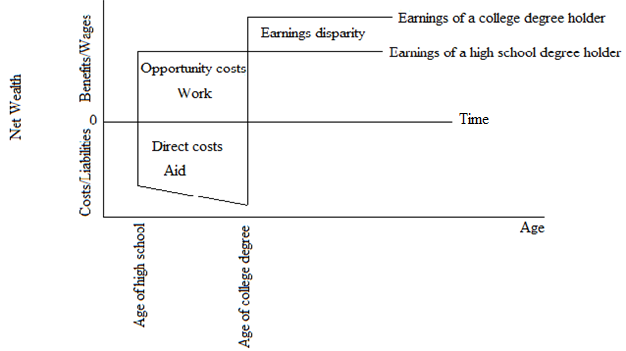 Net Wealth
Benefits/Wages
Costs/Liabilities
0
Earnings of a college degree holder
Earnings disparity
Earnings of a high school degree holder
Opportunity costs
Work
Time
Direct costs
Aid
Age
Age of high school
Age of college degree